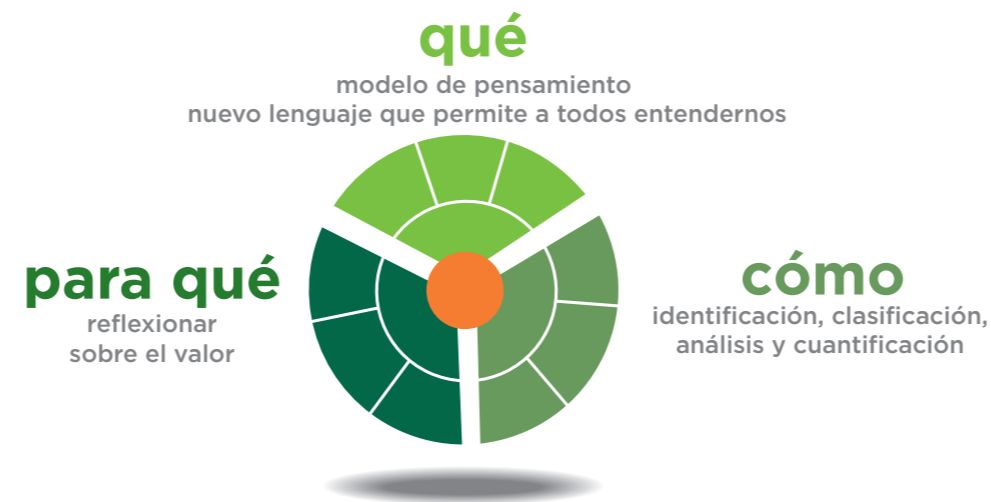 qué
modelo de pensamiento
nuevo lenguaje que permite a todos entendernos
para qué
reflexionar
sobre el valor
cómo
identificación, clasificación,
análisis y cuantificación